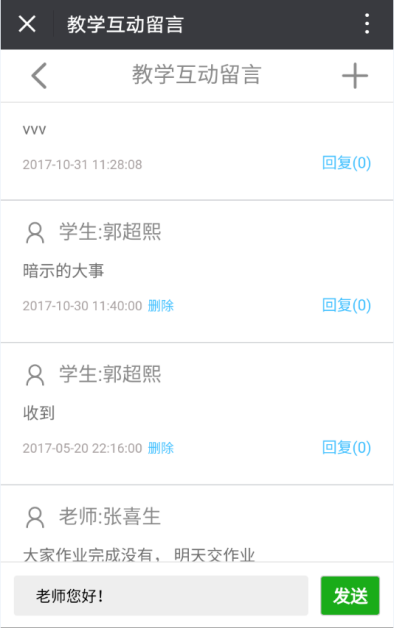 教学互动留言
教学互动留言
vvv
2017-10-31 11:28:08 回复(0)
学生:郭超熙
暗示的大事
2017-10-30 11:40:00 删除 回复(0)
学生:郭超熙
收到
2017-05-20 22:16:00 删除 回复(0)
老师:张喜生
大家作业完成没有，明天交作业
老师您好！ 发送